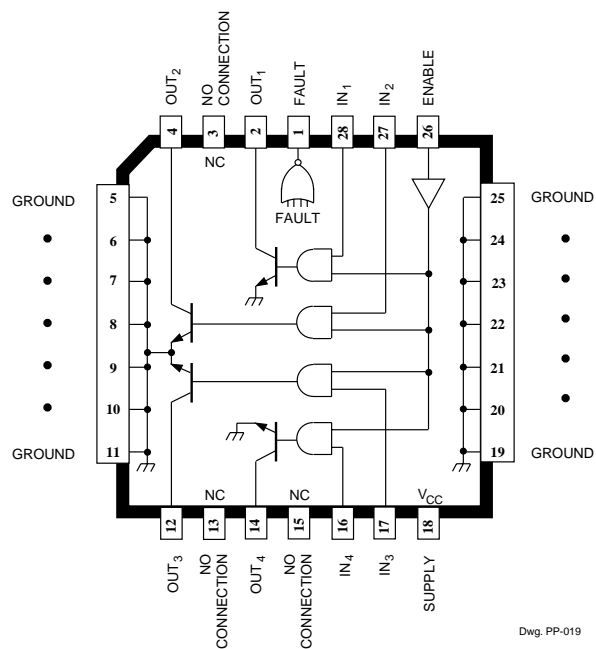 OUT2
NO CONNECTION
OUT1
FAULT
IN1
IN2
ENABLE
4
3
2
1
28
27
26
NC
FAULT
GROUND
5
6
7
8
9
10
11
GROUND
25
GROUND
24
23
22
21
20
19
GROUND
NC
NC
VCC
12
13
14
15
16
17
18
OUT3
NO CONNECTION
OUT4
NO CONNECTION
IN4
IN3
SUPPLY
Dwg. PP-019